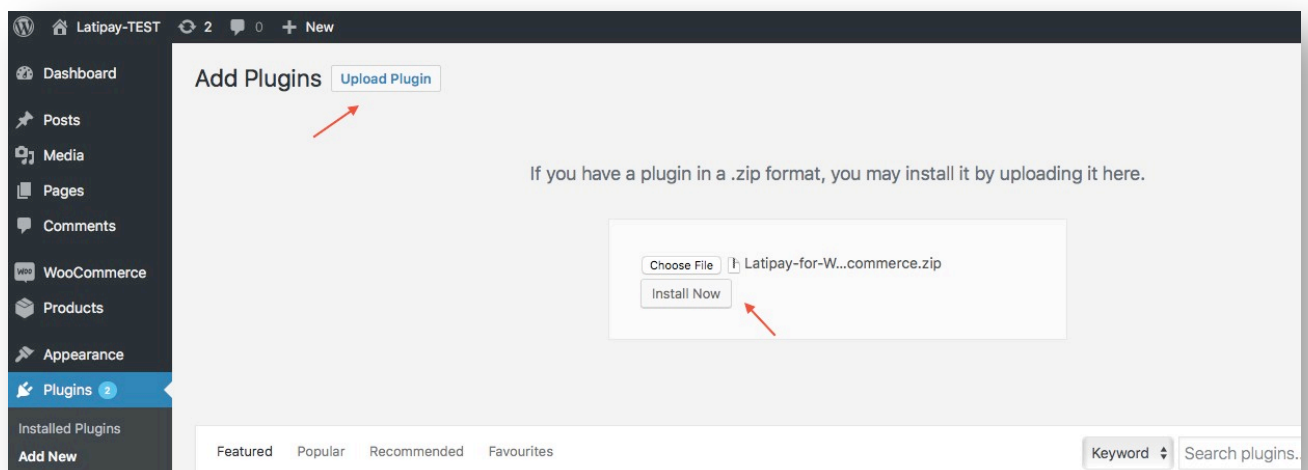 Latipay-TEST 2 0 + New
Dashboard
Posts
Media
Pages
Comments
WOO WooCommerce
Products
Appearance
Plugins 2
Installed Plugins
Add New
Add Plugins Upload Plugin
If you have a plugin in a .zip format, you may install it by uploading it here.
Choose File Latipay-for-W...commerce.zip
Install Now
Featured Popular Recommended Favourites Keyword Search plugins..